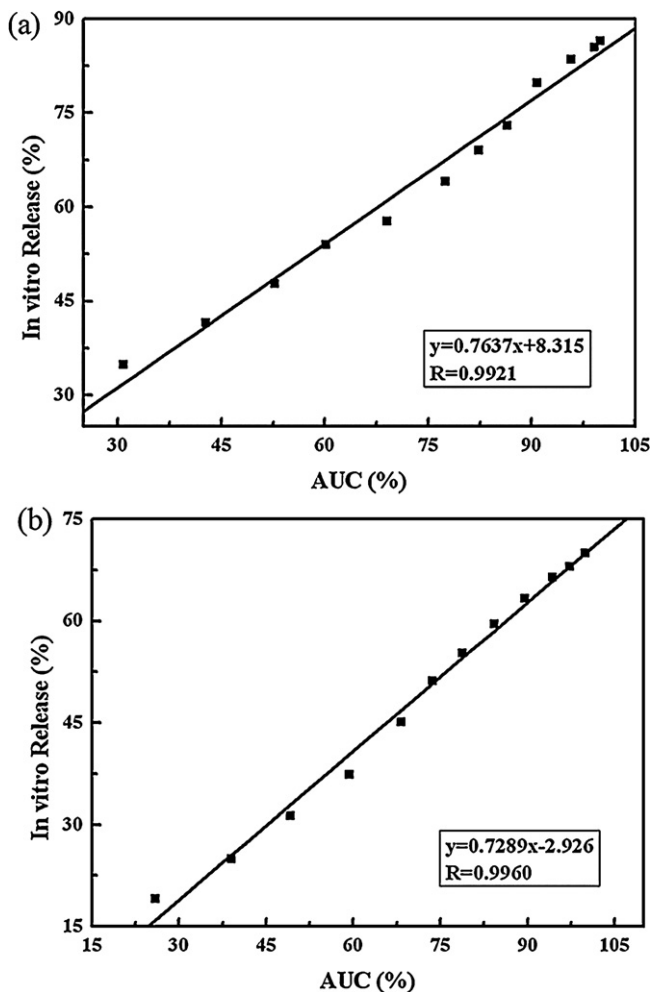 (a)
90
75
60
45
30
In vitro Release (%)
y=0.7637x+8.315
R=0.9921
30 45 60 75 90 105
AUC (%)
(b)
75
60
45
30
15
In vitro Release (%)
y=0.7289x-2.926
R=0.9960
15 30 45 60 75 90 105
AUC (%)